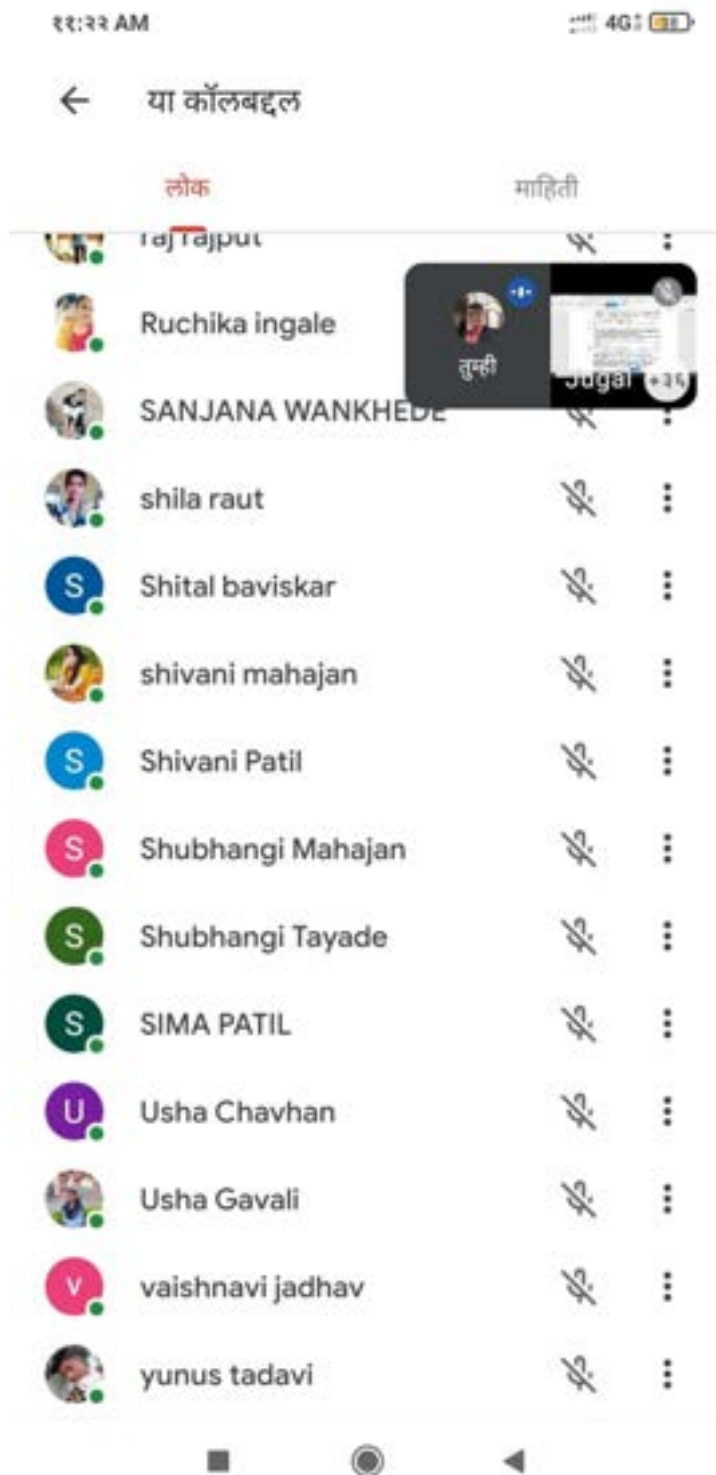 ११:२२ AM 4G
या कॉलबद्दल
लोक माहिती
raj rajput
Ruchika ingale
तुम्ही
Jugal +३६
SANJANA WANKHEDE
shila raut
S Shital baviskar
shivani mahajan
S Shivani Patil
S Shubhangi Mahajan
S Shubhangi Tayade
S SIMA PATIL
U Usha Chavhan
Usha Gavali
v vaishnavi jadhav
yunus tadavi